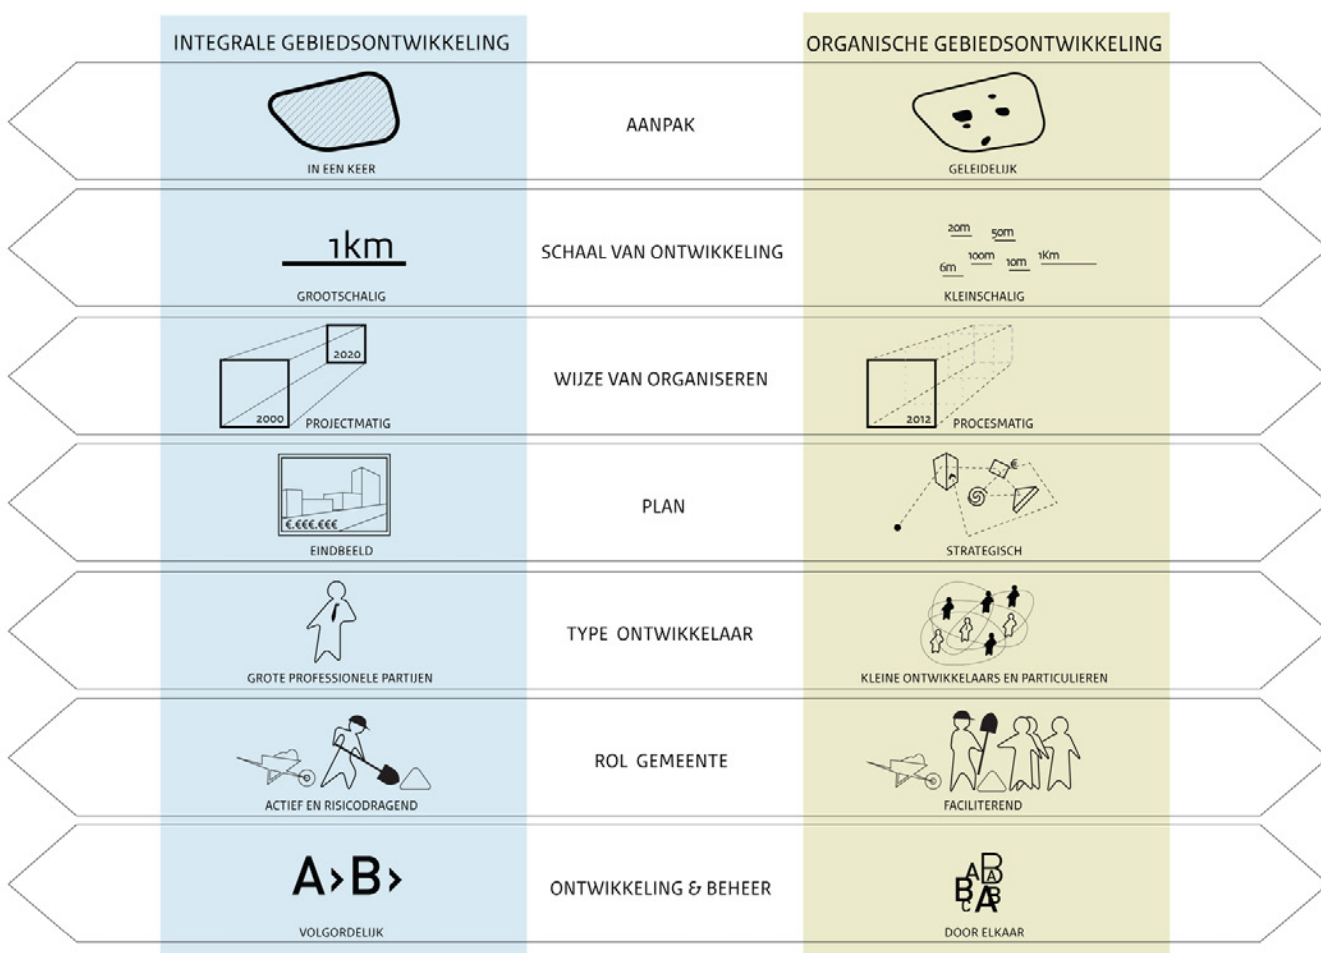 INTEGRALE GEBIEDSONTWIKKELING
ORGANISCHE GEBIEDSONTWIKKELING
IN EEN KEER
AANPAK
GELEIDELIJK
1km
GROOTSCHALIG
SCHAAL VAN ONTWIKKELING
20m
50m
6m
100m
10m
1Km
KLEINSCHALIG
2020
2000
PROJECTMATIG
WIJZE VAN ORGANISEREN
2012
PROCESMATIG
€.€€€.€€€
EINDBEELD
PLAN
€
STRATEGISCH
GROTE PROFESSIONELE PARTIJEN
TYPE ONTWIKKELAAR
KLEINE ONTWIKKELAARS EN PARTICULIEREN
ACTIEF EN RISICODRAGEND
ROL GEMEENTE
FACILITEREND
A>B>
VOLGORDELIJK
ONTWIKKELING & BEHEER
A B A
B A B
C
DOOR ELKAAR